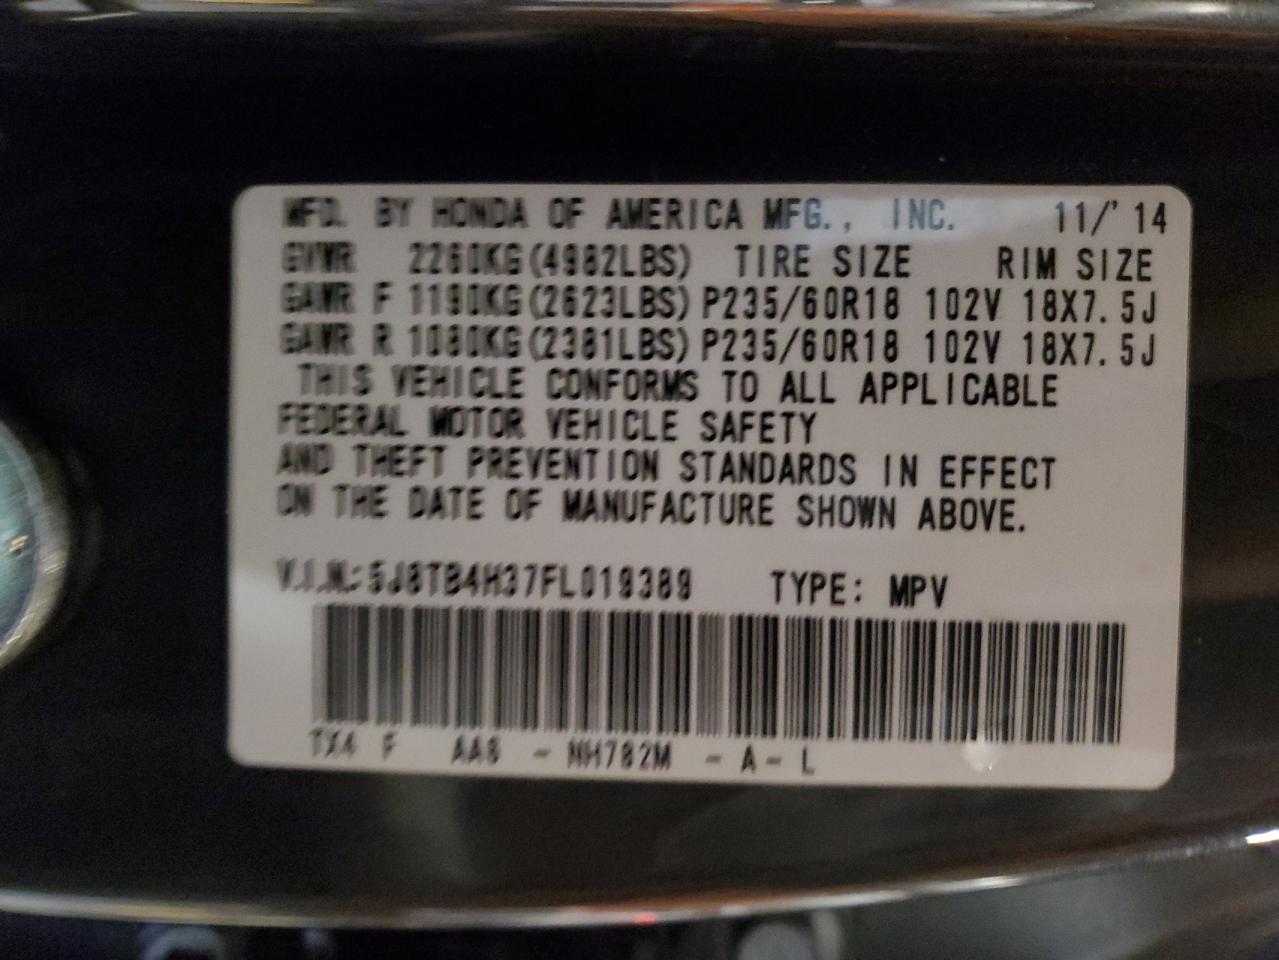 MFD. BY HONDA OF AMERICA MFG., INC. 11/'14
GVWR 2260KG(4982LBS) TIRE SIZE RIM SIZE
GAWR F 1190KG(2623LBS) P235/60R18 102V 18X7.5J
GAWR R 1080KG(2381LBS) P235/60R18 102V 18X7.5J
THIS VEHICLE CONFORMS TO ALL APPLICABLE
FEDERAL MOTOR VEHICLE SAFETY
AND THEFT PREVENTION STANDARDS IN EFFECT
ON THE DATE OF MANUFACTURE SHOWN ABOVE.
V.I.N.: 5J8TB4H37FL019389 TYPE: MPV
TX4 F AA8 - NH782M - A - L